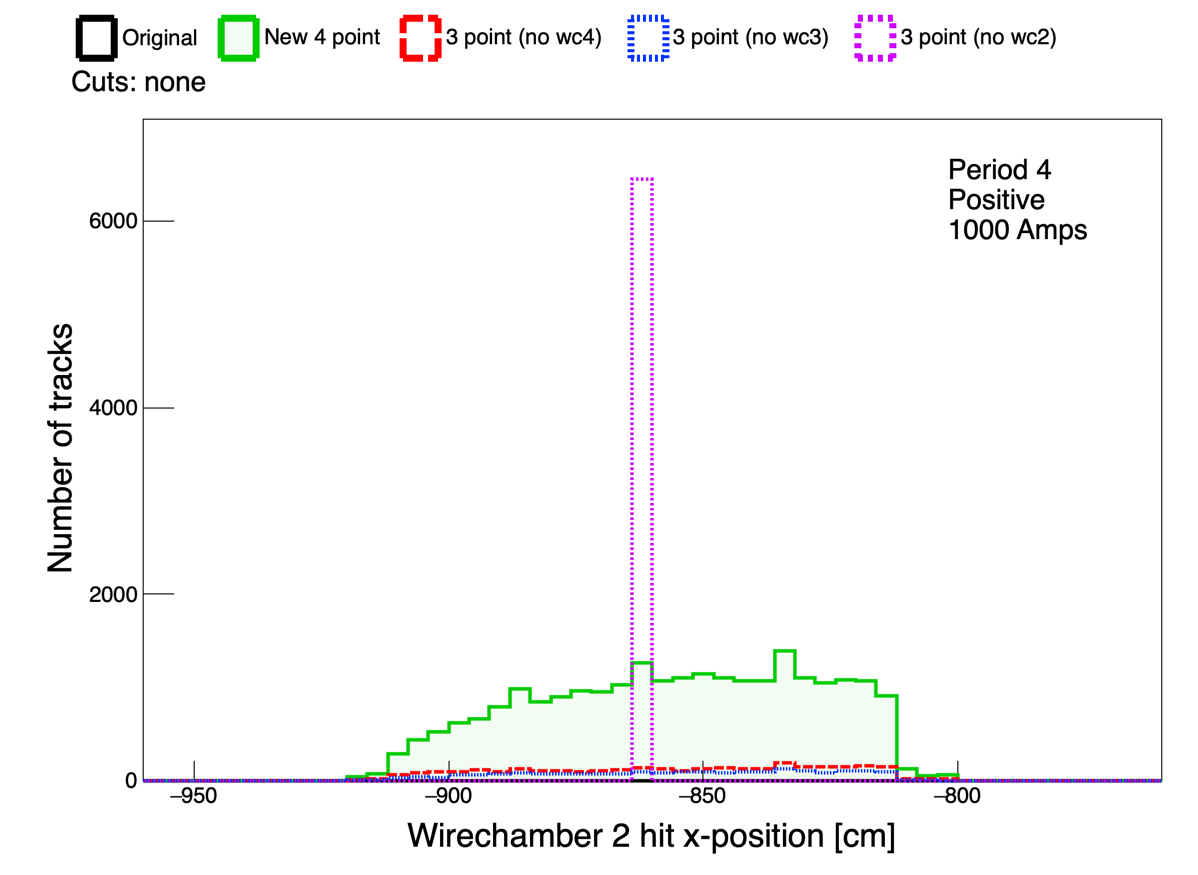 Original New 4 point 3 point (no wc4) 3 point (no wc3) 3 point (no wc2)
Cuts: none
Period 4
Positive
1000 Amps
6000
4000
2000
0
Number of tracks
−950 −900 −850 −800
Wirechamber 2 hit x-position [cm]